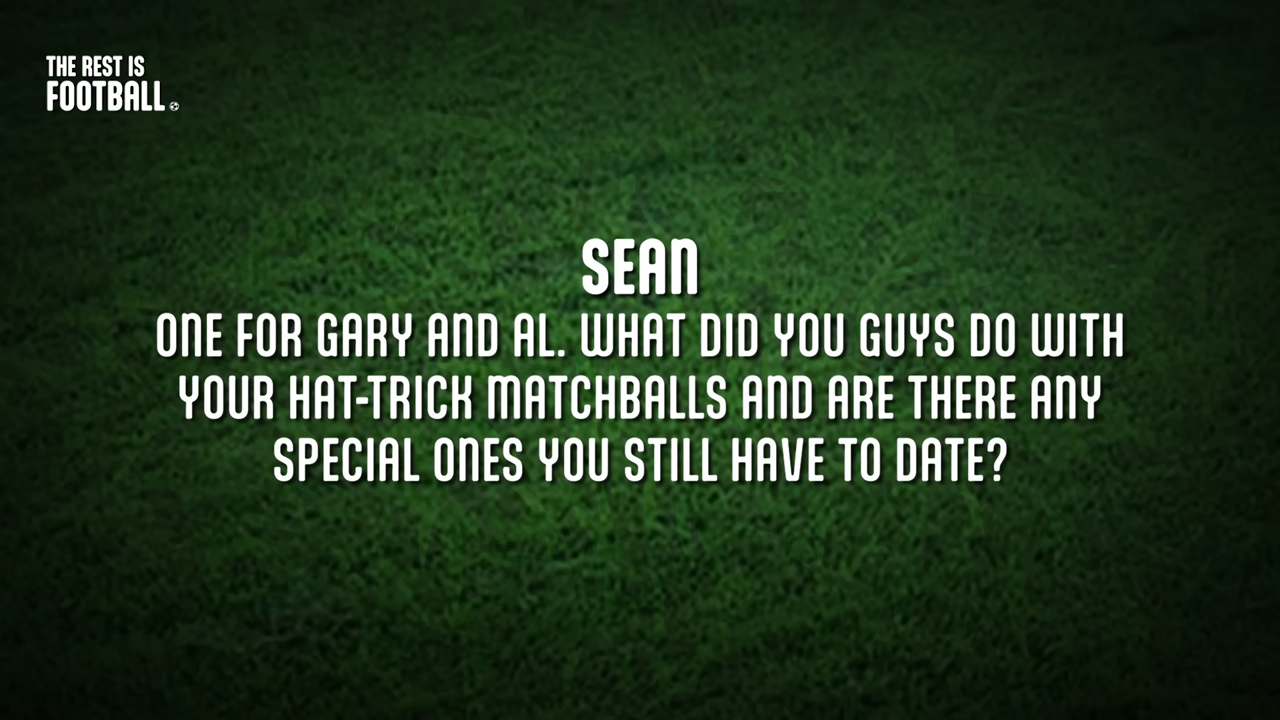 THE REST IS
FOOTBALL.
SEAN
ONE FOR GARY AND AL. WHAT DID YOU GUYS DO WITH
YOUR HAT-TRICK MATCHBALLS AND ARE THERE ANY
SPECIAL ONES YOU STILL HAVE TO DATE?